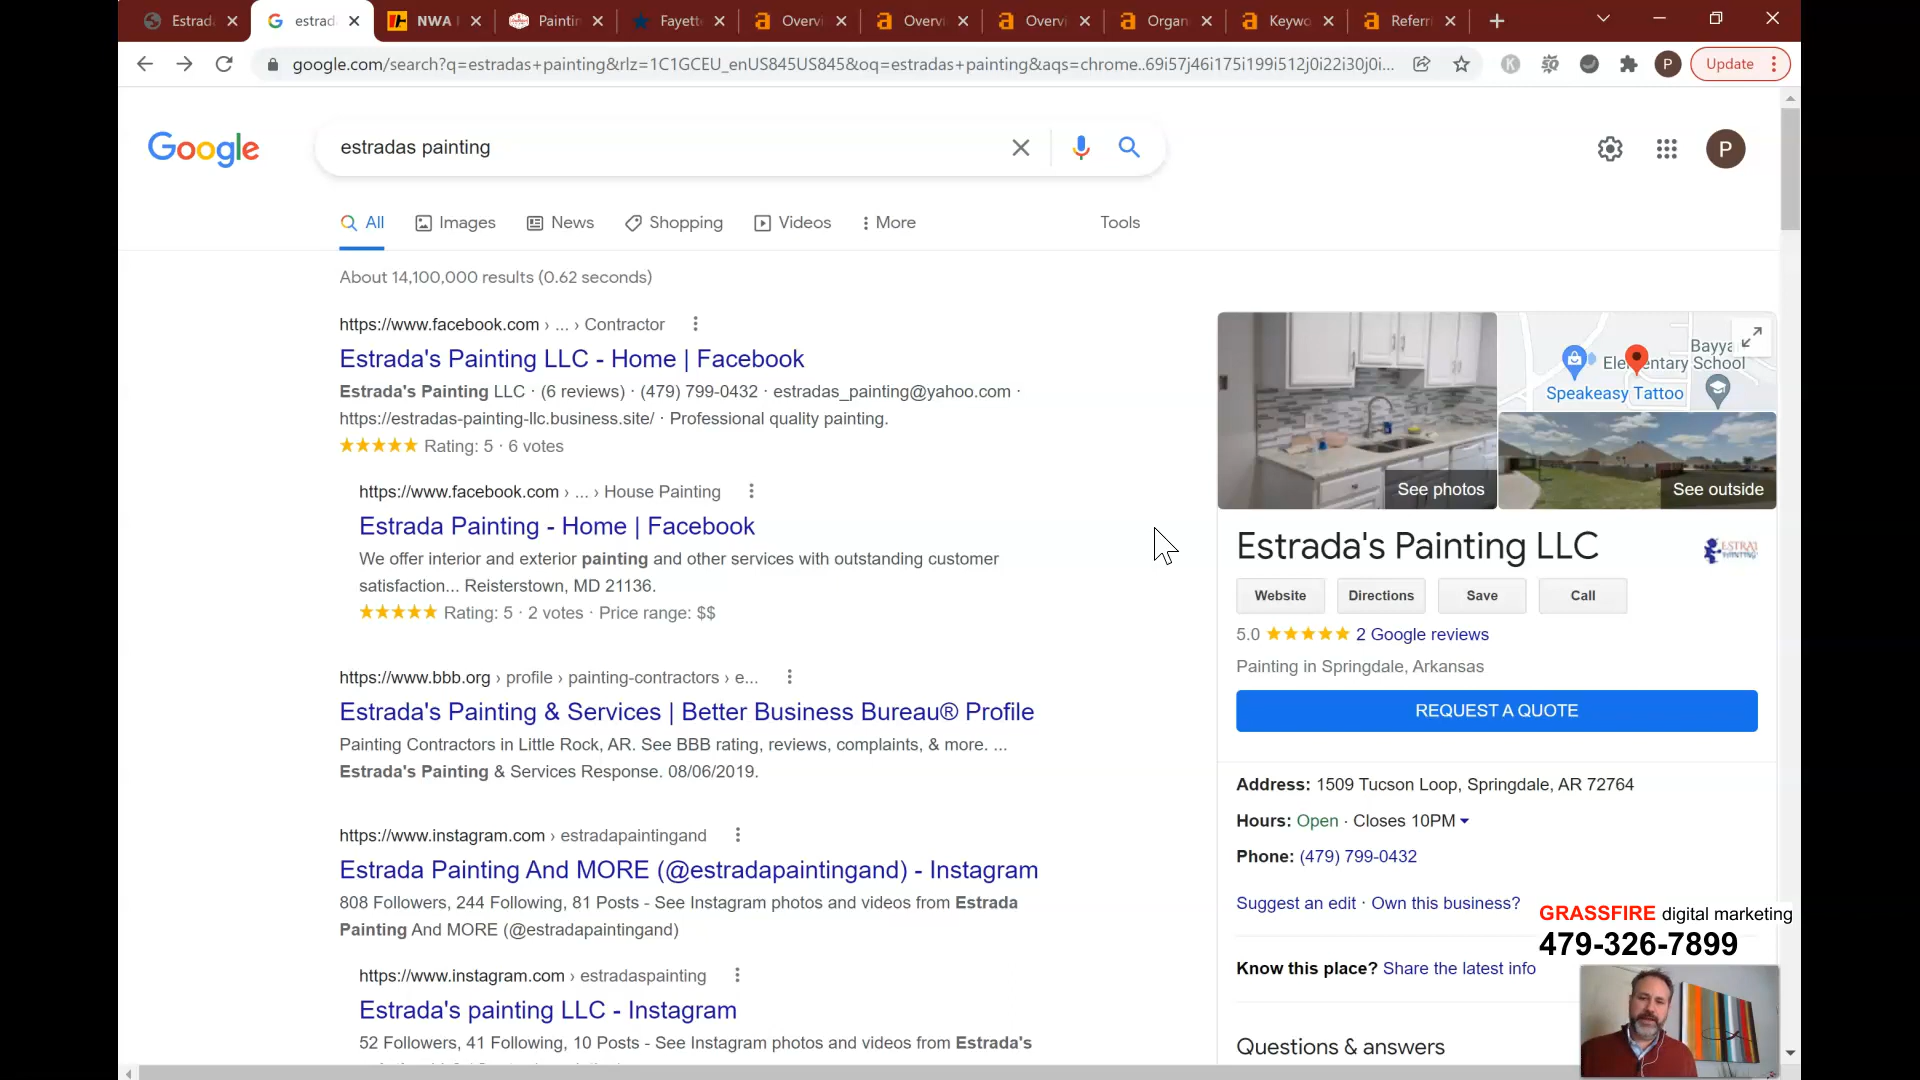 Estrad
estrad
NWA
Paintin
Fayett
Overvi
Overvi
Overvi
Organ
Keywo
Referri
google.com/search?q=estradas+painting&rlz=1C1GCEU_enUS845US845&oq=estradas+painting&aqs=chrome..69i57j46i175i199i512j0i22i30j0i...
P
Update
Google
estradas painting
P
All
Images
News
Shopping
Videos
More
Tools
About 14,100,000 results (0.62 seconds)
https://www.facebook.com › ... › Contractor
Estrada's Painting LLC - Home | Facebook
Estrada's Painting LLC · (6 reviews) · (479) 799-0432 · estradas_painting@yahoo.com ·
https://estradas-painting-llc.business.site/ · Professional quality painting.
Rating: 5 · 6 votes
https://www.facebook.com › ... › House Painting
Estrada Painting - Home | Facebook
We offer interior and exterior painting and other services with outstanding customer
satisfaction... Reisterstown, MD 21136.
Rating: 5 · 2 votes · Price range: $$
https://www.bbb.org › profile › painting-contractors › e...
Estrada's Painting & Services | Better Business Bureau® Profile
Painting Contractors in Little Rock, AR. See BBB rating, reviews, complaints, & more. ...
Estrada's Painting & Services Response. 08/06/2019.
https://www.instagram.com › estradapaintingand
Estrada Painting And MORE (@estradapaintingand) - Instagram
808 Followers, 244 Following, 81 Posts - See Instagram photos and videos from Estrada
Painting And MORE (@estradapaintingand)
https://www.instagram.com › estradaspainting
Estrada's painting LLC - Instagram
52 Followers, 41 Following, 10 Posts - See Instagram photos and videos from Estrada's
See photos
Bayya
Elementary School
Speakeasy Tattoo
See outside
Estrada's Painting LLC
Website
Directions
Save
Call
5.0
2 Google reviews
Painting in Springdale, Arkansas
REQUEST A QUOTE
Address: 1509 Tucson Loop, Springdale, AR 72764
Hours: Open · Closes 10PM
Phone: (479) 799-0432
Suggest an edit · Own this business?
GRASSFIRE digital marketing
479-326-7899
Know this place? Share the latest info
Questions & answers